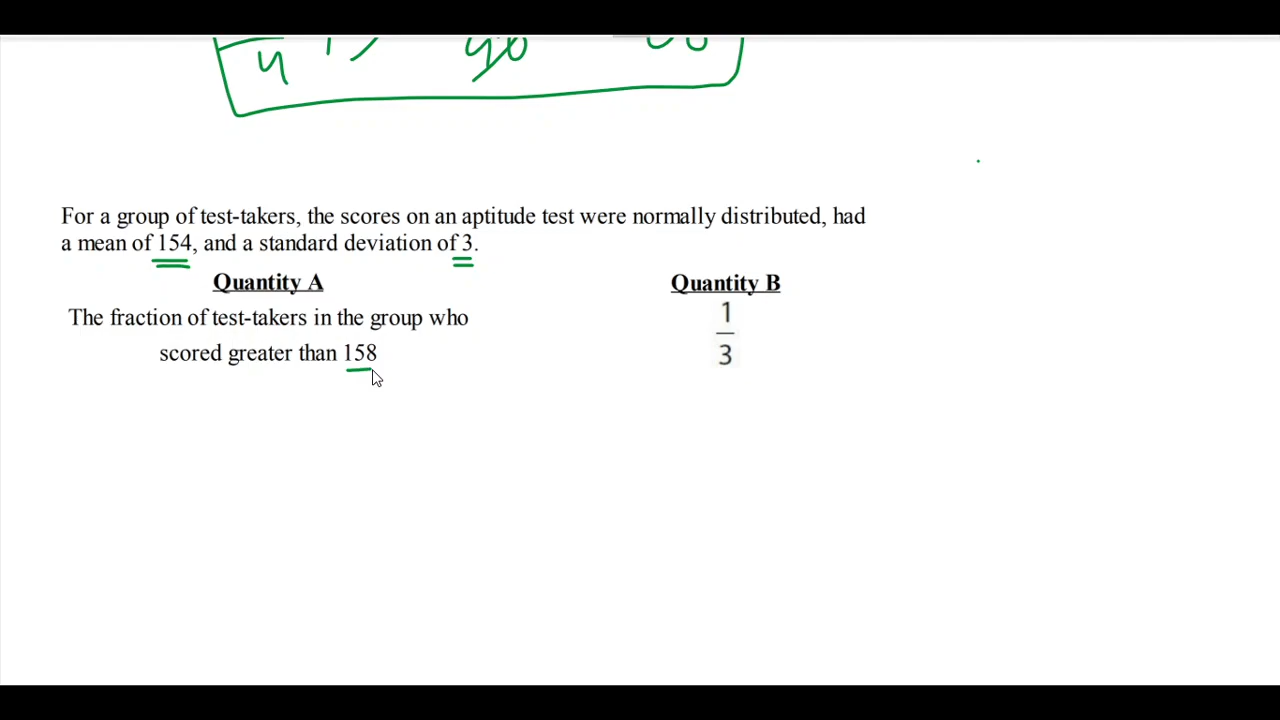 For a group of test-takers, the scores on an aptitude test were normally distributed, had
a mean of 154, and a standard deviation of 3.
Quantity A
Quantity B
The fraction of test-takers in the group who
scored greater than 158
1
3